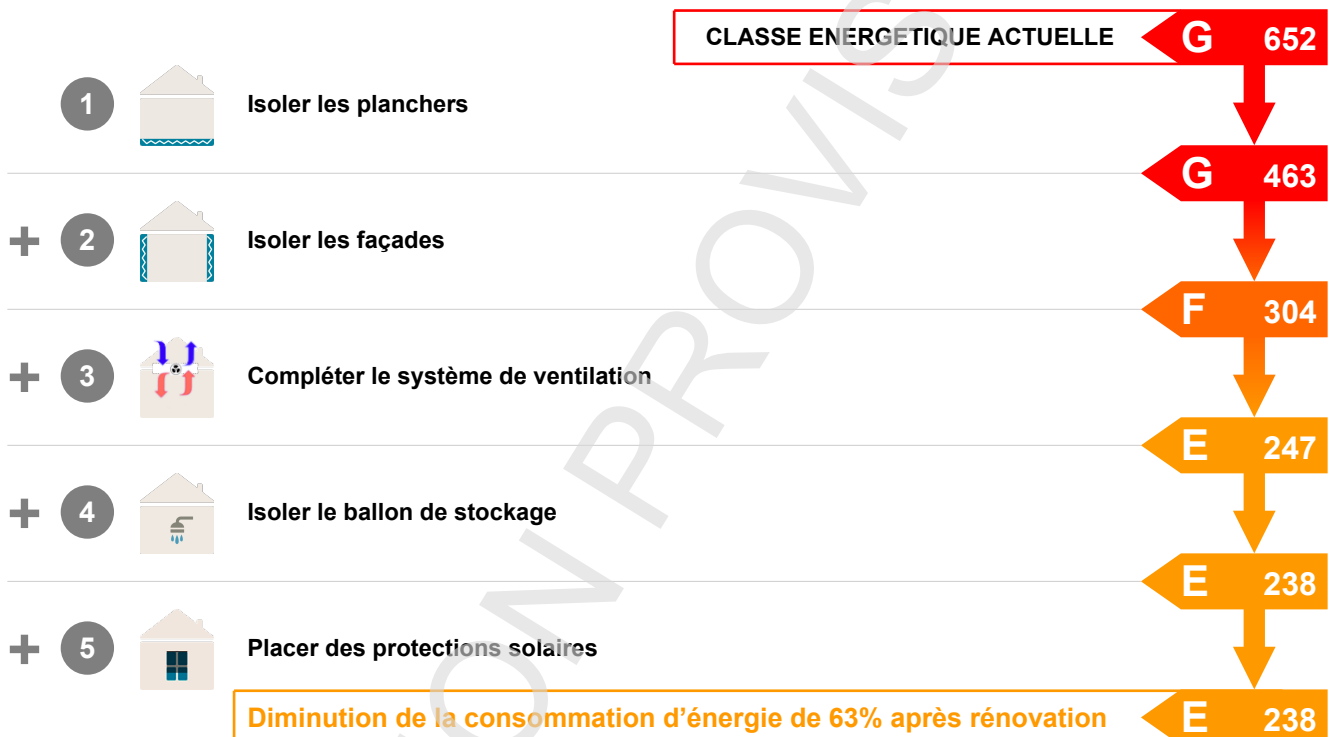 CLASSE ENERGETIQUE ACTUELLE G 652
1 Isoler les planchers
G 463
+ 2 Isoler les façades
F 304
+ 3 Compléter le système de ventilation
E 247
+ 4 Isoler le ballon de stockage
E 238
+ 5 Placer des protections solaires
Diminution de la consommation d’énergie de 63% après rénovation E 238
ON PROVIS